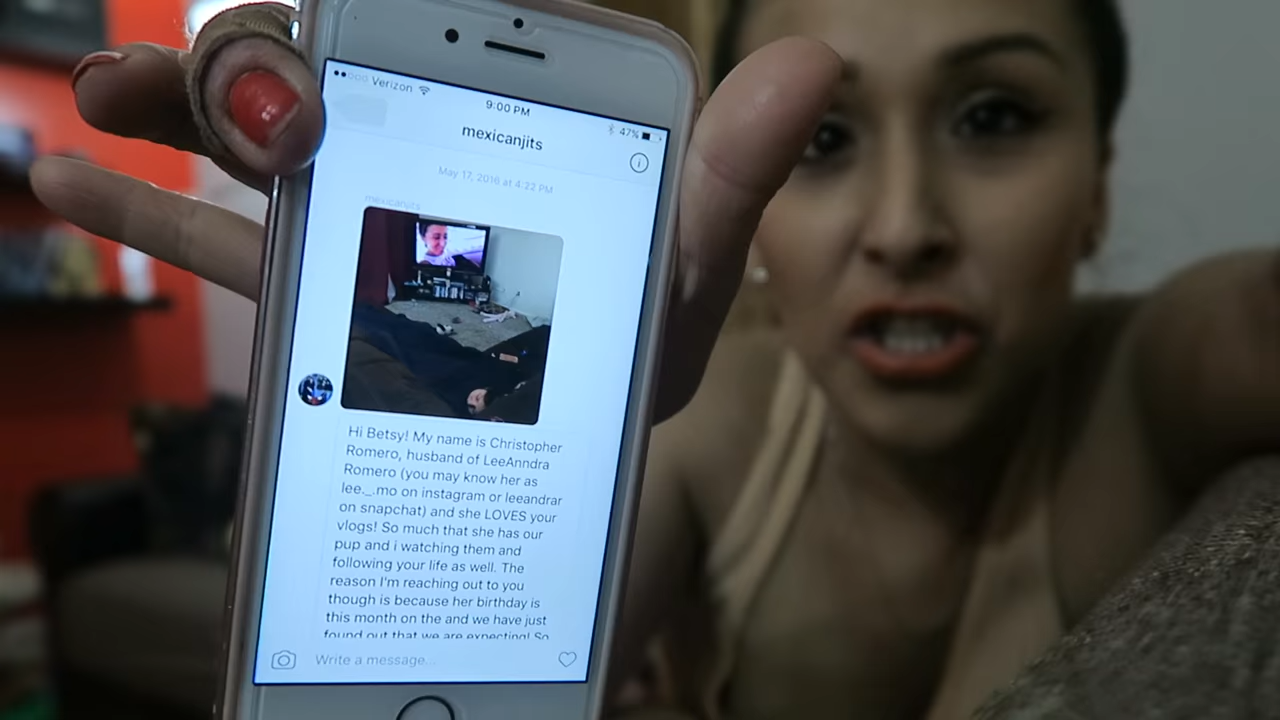 Verizon
9:00 PM
47%
mexicanjits
May 17, 2016 at 4:22 PM
mexicanjits
Hi Betsy! My name is Christopher
Romero, husband of LeeAnndra
Romero (you may know her as
lee._.mo on instagram or leeandrar
on snapchat) and she LOVES your
vlogs! So much that she has our
pup and i watching them and
following your life as well. The
reason I'm reaching out to you
though is because her birthday is
this month on the and we have just
found out that we are expecting! So
Write a message...